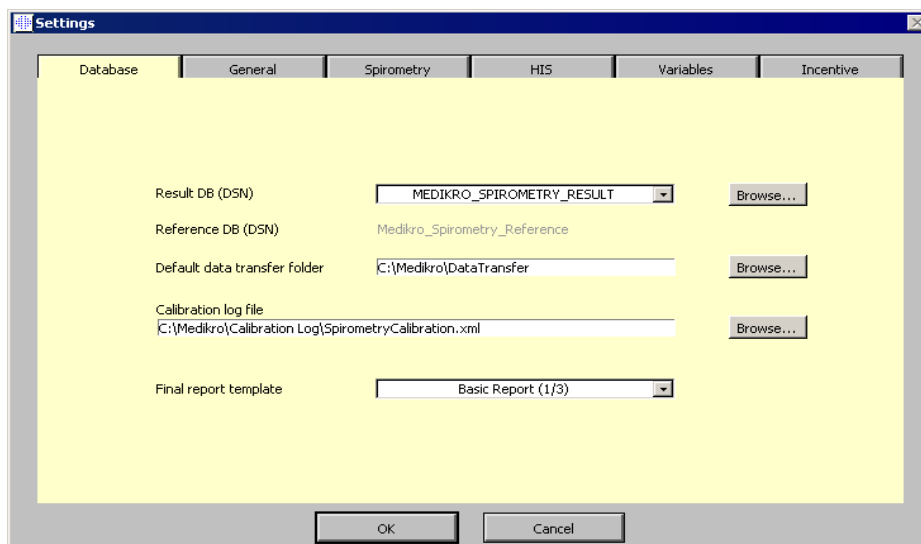 Settings
Database General Spirometry HIS Variables Incentive
Result DB (DSN) MEDIKRO_SPIROMETRY_RESULT Browse...
Reference DB (DSN) Medikro_Spirometry_Reference
Default data transfer folder C:\Medikro\DataTransfer Browse...
Calibration log file
C:\Medikro\Calibration Log\SpirometryCalibration.xml Browse...
Final report template Basic Report (1/3)
OK Cancel